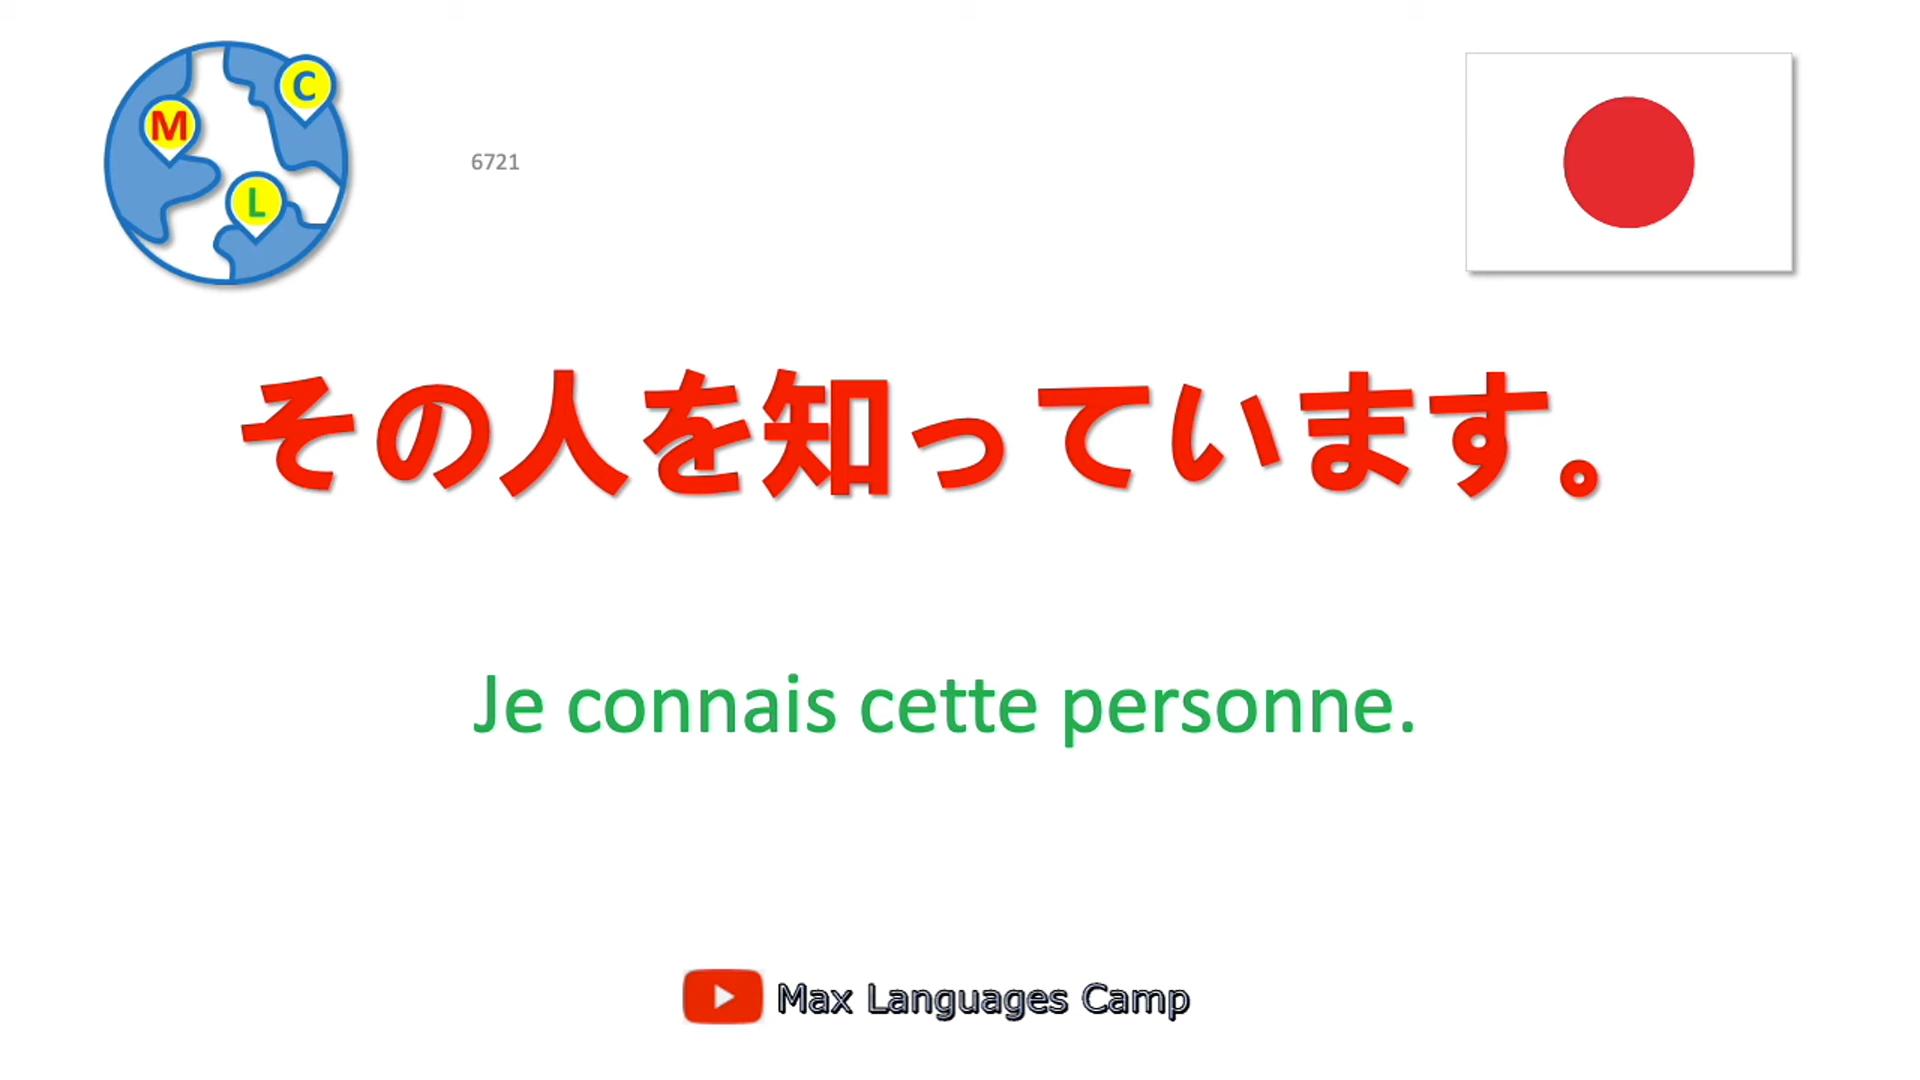 M
C
L
6721
その人を知っています。
Je connais cette personne.
Max Languages Camp